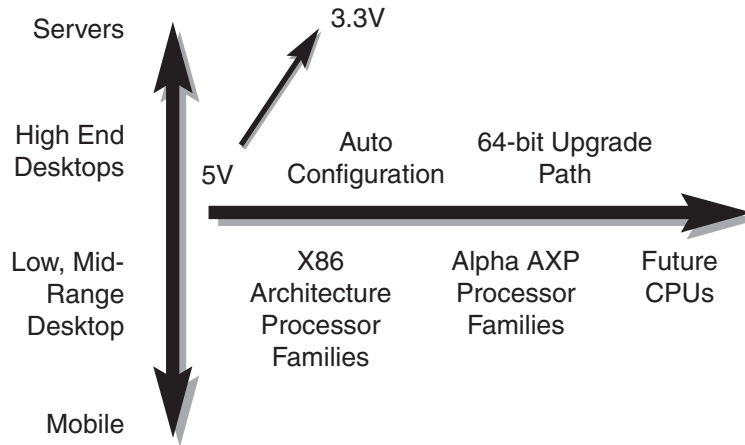 Servers
3.3V
High End
Desktops
Auto
Configuration
64-bit Upgrade
Path
5V
Low, Mid-
Range
Desktop
X86
Architecture
Processor
Families
Alpha AXP
Processor
Families
Future
CPUs
Mobile